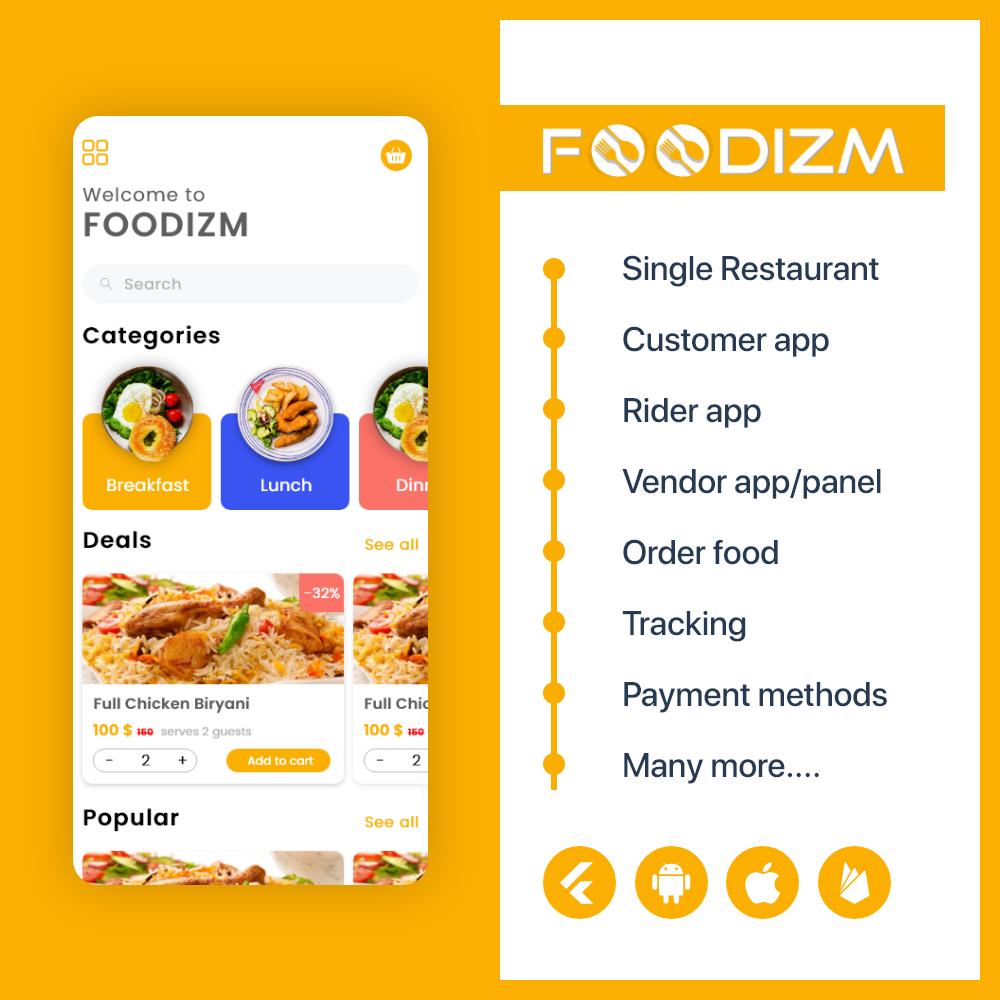 Welcome to
FOODIZM
Search
Categories
Breakfast
Lunch
Dinn
Deals
See all
-32%
Full Chicken Biryani
100 $ 150 serves 2 guests
- 2 +
Add to cart
Full Chic
100 $ 150
- 2
Popular
See all
FOODIZM
Single Restaurant
Customer app
Rider app
Vendor app/panel
Order food
Tracking
Payment methods
Many more....